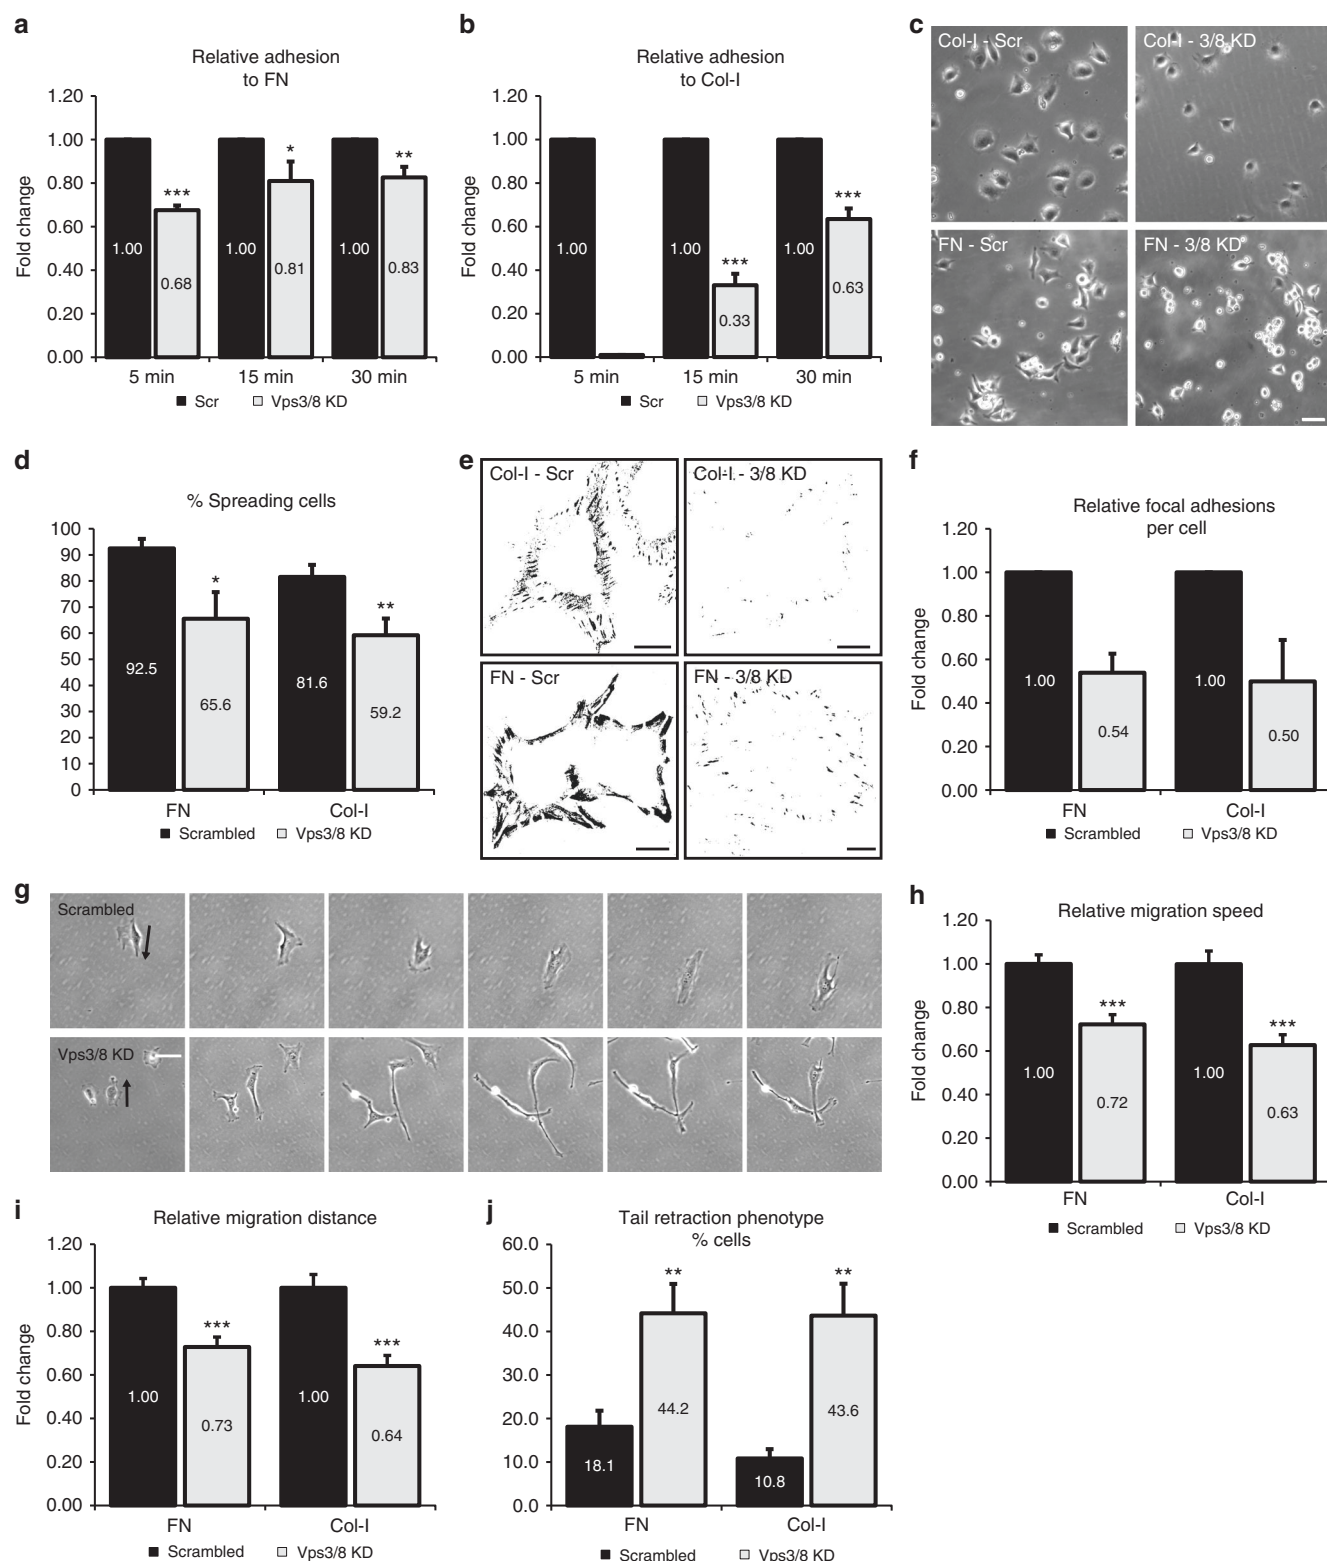 a
Relative adhesion
to FN
Fold change
1.20
1.00
0.80
0.60
0.40
0.20
0.00
***
*
**
1.00
0.68
1.00
0.81
1.00
0.83
5 min
15 min
30 min
Scr
Vps3/8 KD
b
Relative adhesion
to Col-I
Fold change
1.20
1.00
0.80
0.60
0.40
0.20
0.00
***
***
1.00
1.00
0.33
1.00
0.63
5 min
15 min
30 min
Scr
Vps3/8 KD
c
Col-I - Scr
Col-I - 3/8 KD
FN - Scr
FN - 3/8 KD
d
% Spreading cells
100
90
80
70
60
50
40
30
20
10
0
*
**
92.5
65.6
81.6
59.2
FN
Col-I
Scrambled
Vps3/8 KD
e
Col-I - Scr
Col-I - 3/8 KD
FN - Scr
FN - 3/8 KD
f
Relative focal adhesions
per cell
Fold change
1.20
1.00
0.80
0.60
0.40
0.20
0.00
1.00
0.54
1.00
0.50
FN
Col-I
Scrambled
Vps3/8 KD
g
Scrambled
Vps3/8 KD
h
Relative migration speed
Fold change
1.20
1.00
0.80
0.60
0.40
0.20
0.00
***
***
1.00
0.72
1.00
0.63
FN
Col-I
Scrambled
Vps3/8 KD
i
Relative migration distance
Fold change
1.20
1.00
0.80
0.60
0.40
0.20
0.00
***
***
1.00
0.73
1.00
0.64
FN
Col-I
Scrambled
Vps3/8 KD
j
Tail retraction phenotype
% cells
60.0
50.0
40.0
30.0
20.0
10.0
0.0
**
**
18.1
44.2
10.8
43.6
FN
Col-I
Scrambled
Vps3/8 KD